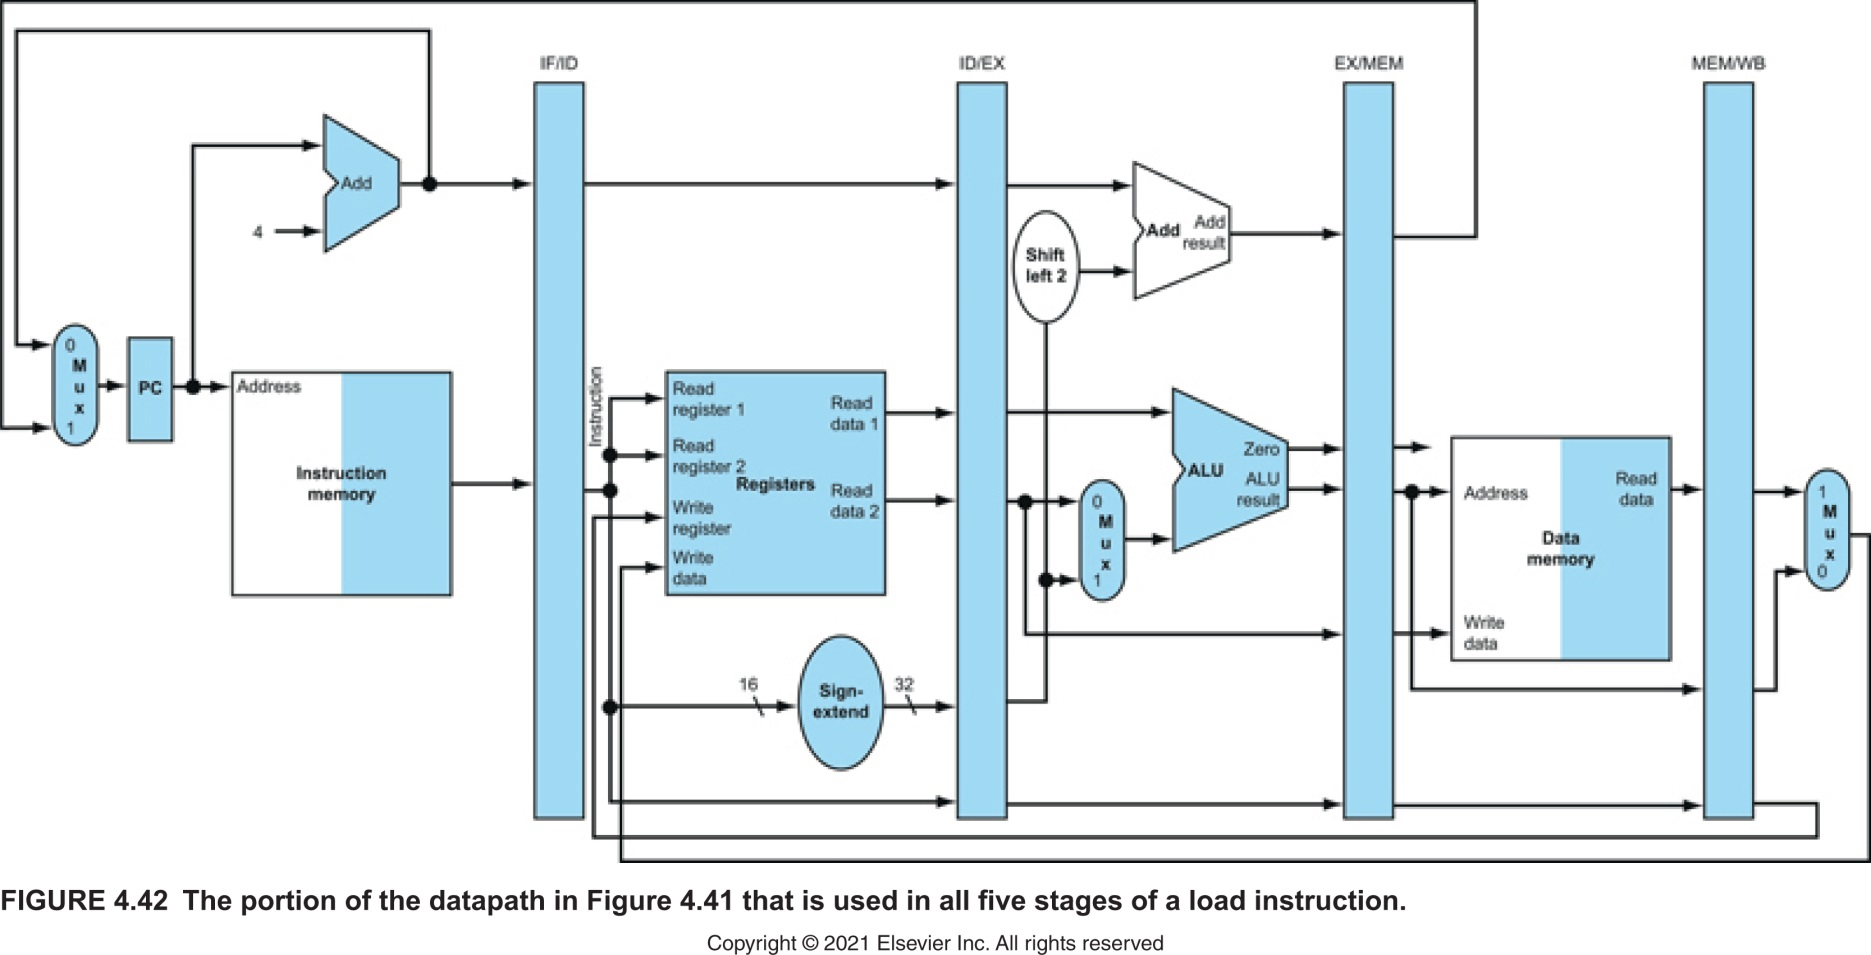 IF/ID
ID/EX
EX/MEM
MEM/WB
Add
4
Shift
left 2
Add
Add
result
0
M
u
x
1
PC
Address
Instruction
memory
Instruction
Read
register 1
Read
register 2
Registers
Write
register
Write
data
Read
data 1
Read
data 2
16
Sign-
extend
32
0
M
u
x
1
Zero
ALU
ALU
result
Address
Read
data
Data
memory
Write
data
1
M
u
x
0
FIGURE 4.42 The portion of the datapath in Figure 4.41 that is used in all five stages of a load instruction.
Copyright © 2021 Elsevier Inc. All rights reserved